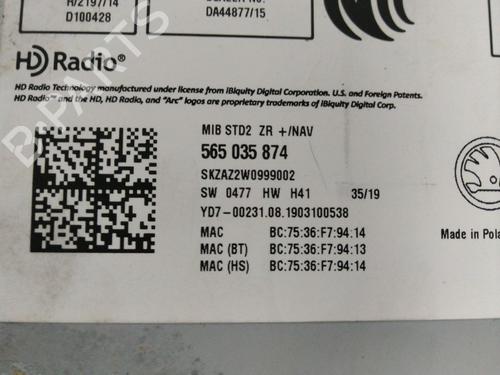 R/2197/14
D100428
DEALER No:
DA44877/15
HD Radio®
HD Radio Technology manufactured under license from iBiquity Digital Corporation. U.S. and Foreign Patents.
HD Radio™ and the HD, HD Radio, and "Arc" logos are proprietary trademarks of iBiquity Digital Corp.
MIB STD2 ZR +/NAV
565 035 874
SKZAZ2W0999002
SW 0477 HW H41 35/19
YD7-00231.08.1903100538
MAC BC:75:36:F7:94:14
MAC (BT) BC:75:36:F7:94:13
MAC (HS) BC:75:36:F7:94:14
Made in Pola
B-PARTS